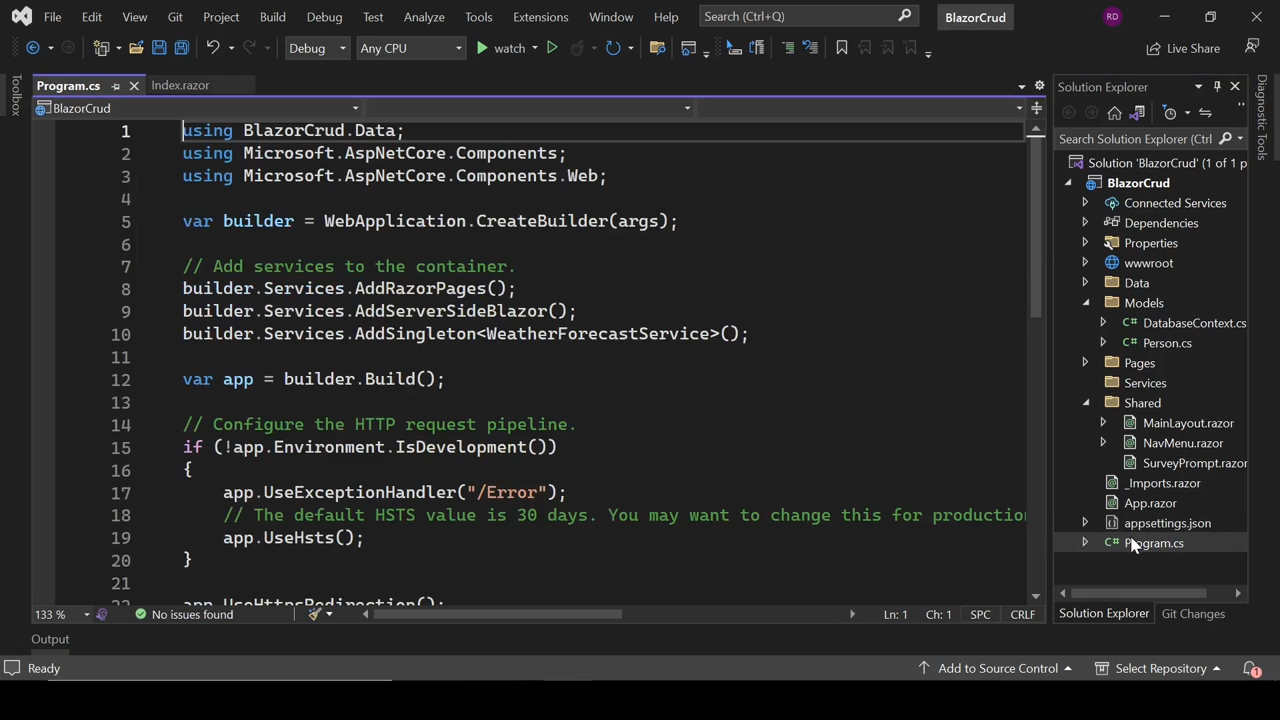 File Edit View Git Project Build Debug Test Analyze Tools Extensions Window Help Search (Ctrl+Q) BlazorCrud RD
Debug Any CPU watch Live Share
Toolbox
Program.cs Index.razor
BlazorCrud
1 using BlazorCrud.Data;
2 using Microsoft.AspNetCore.Components;
3 using Microsoft.AspNetCore.Components.Web;
4
5 var builder = WebApplication.CreateBuilder(args);
6
7 // Add services to the container.
8 builder.Services.AddRazorPages();
9 builder.Services.AddServerSideBlazor();
10 builder.Services.AddSingleton<WeatherForecastService>();
11
12 var app = builder.Build();
13
14 // Configure the HTTP request pipeline.
15 if (!app.Environment.IsDevelopment())
16 {
17 app.UseExceptionHandler("/Error");
18 // The default HSTS value is 30 days. You may want to change this for productio
19 app.UseHsts();
20 }
21
22 app.UseHttpsRedirection();
133 % No issues found Ln: 1 Ch: 1 SPC CRLF
Solution Explorer
Search Solution Explorer (Ctrl
Solution 'BlazorCrud' (1 of 1 p
BlazorCrud
Connected Services
Dependencies
Properties
wwwroot
Data
Models
C# DatabaseContext.cs
C# Person.cs
Pages
Services
Shared
MainLayout.razor
NavMenu.razor
SurveyPrompt.razor
_Imports.razor
App.razor
appsettings.json
C# Program.cs
Solution Explorer Git Changes
Diagnostic Tools
Output
Ready Add to Source Control Select Repository 1